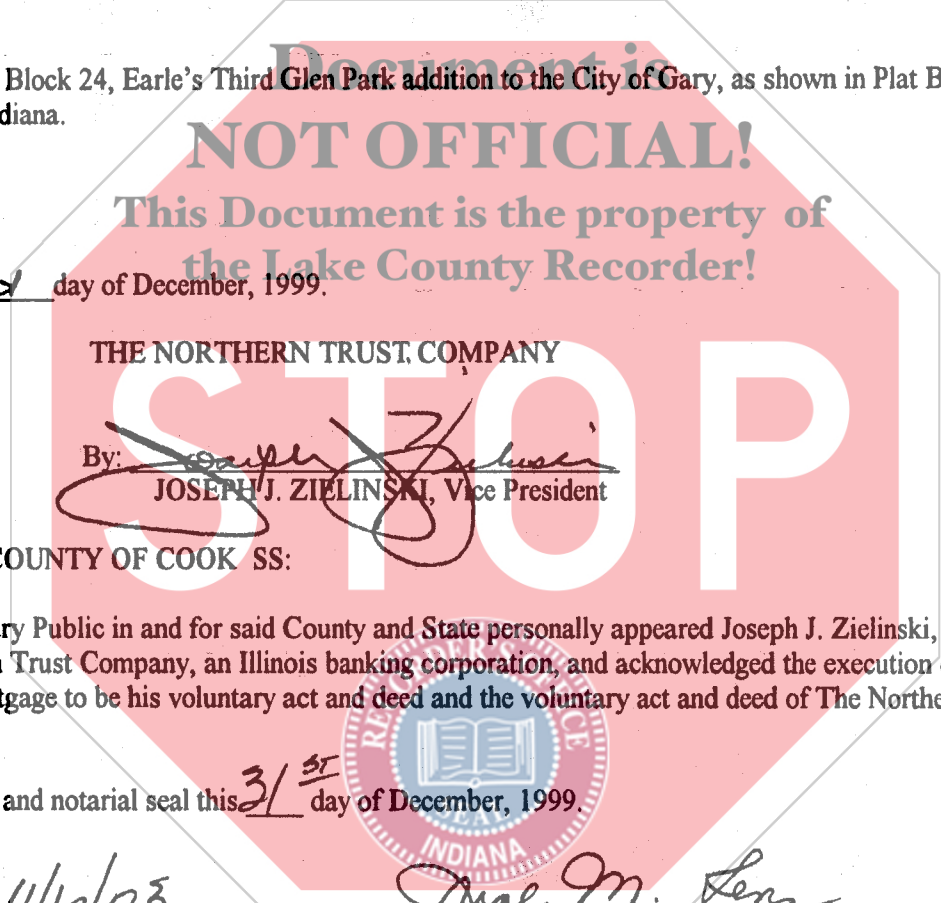 Document is
Block 24, Earle's Third Glen Park addition to the City of Gary, as shown in Plat B
diana.
NOT OFFICIAL!
This Document is the property of
the Lake County Recorder!
day of December, 1999.
THE NORTHERN TRUST COMPANY
STOP
By: Joseph J Zielinski
JOSEPH J. ZIELINSKI, Vice President
COUNTY OF COOK SS:
ry Public in and for said County and State personally appeared Joseph J. Zielinski,
Trust Company, an Illinois banking corporation, and acknowledged the execution
tgage to be his voluntary act and deed and the voluntary act and deed of The Northe
SEAL
INDIANA
and notarial seal this 31ST day of December, 1999.